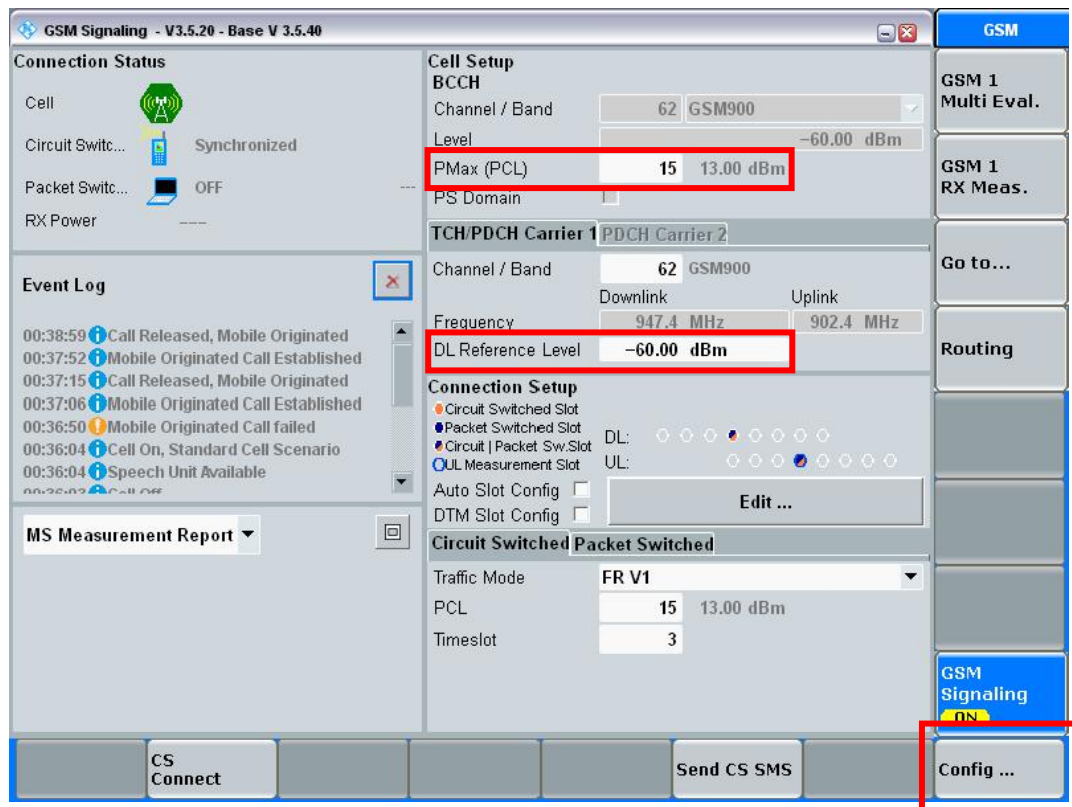 GSM Signaling - V3.5.20 - Base V 3.5.40
GSM
Connection Status
Cell
Circuit Switc... Synchronized
Packet Switc... OFF ---
RX Power ---
Event Log
00:38:59 Call Released, Mobile Originated
00:37:52 Mobile Originated Call Established
00:37:15 Call Released, Mobile Originated
00:37:06 Mobile Originated Call Established
00:36:50 Mobile Originated Call failed
00:36:04 Cell On, Standard Cell Scenario
00:36:04 Speech Unit Available
00:36:03 Cell Off
MS Measurement Report
Cell Setup
BCCH
Channel / Band 62 GSM900
Level -60.00 dBm
PMax (PCL) 15 13.00 dBm
PS Domain
TCH/PDCH Carrier 1 PDCH Carrier 2
Channel / Band 62 GSM900
Downlink Uplink
Frequency 947.4 MHz 902.4 MHz
DL Reference Level -60.00 dBm
Connection Setup
Circuit Switched Slot
Packet Switched Slot
Circuit | Packet Sw.Slot
UL Measurement Slot
DL:
UL:
Auto Slot Config
DTM Slot Config
Edit ...
Circuit Switched Packet Switched
Traffic Mode FR V1
PCL 15 13.00 dBm
Timeslot 3
GSM 1
Multi Eval.
GSM 1
RX Meas.
Go to...
Routing
GSM
Signaling
ON
CS
Connect
Send CS SMS
Config ...